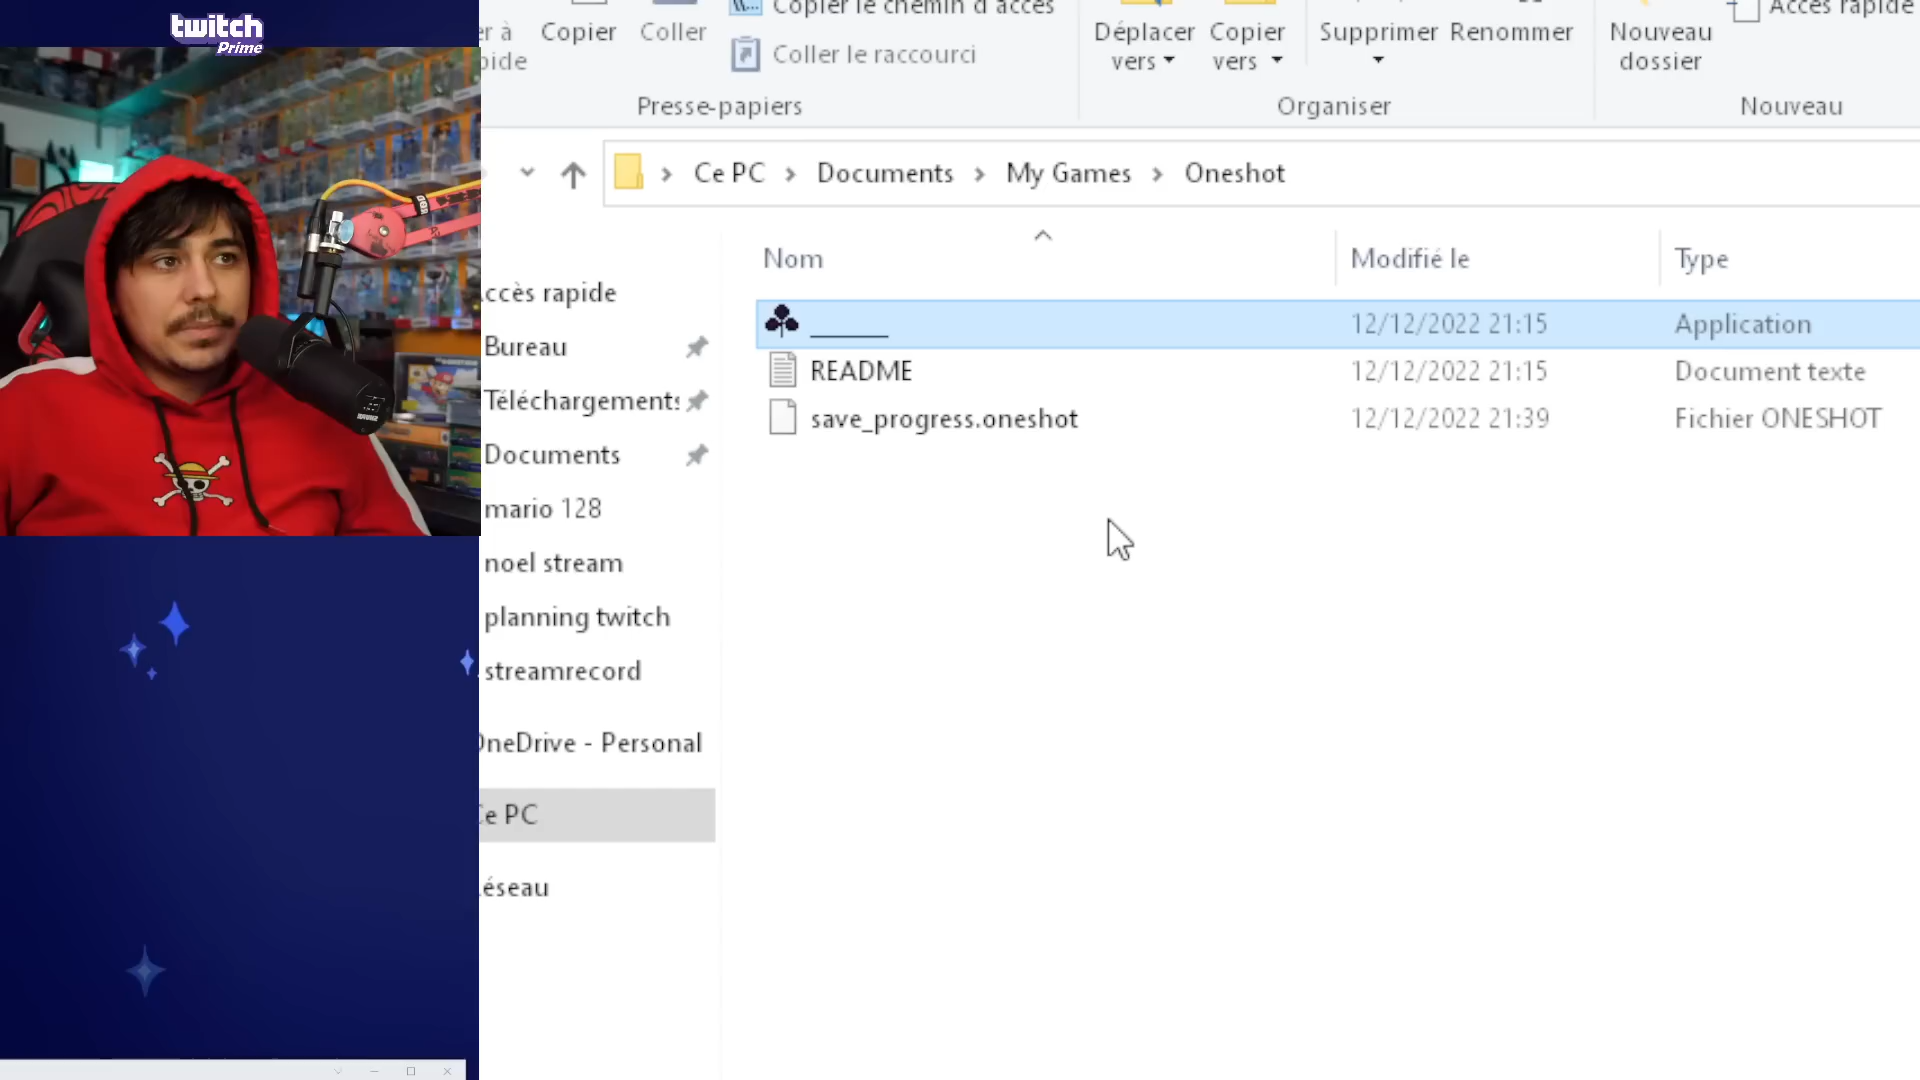 twitch
Prime
Copier le chemin d'accès
Copier
Coller
Coller le raccourci
Déplacer
vers
Copier
vers
Supprimer
Renommer
Nouveau
dossier
Accès rapide
Presse-papiers
Organiser
Nouveau
Ce PC
Documents
My Games
Oneshot
Nom
Modifié le
Type
_______ 12/12/2022 21:15 Application
README 12/12/2022 21:15 Document texte
save_progress.oneshot 12/12/2022 21:39 Fichier ONESHOT
ccès rapide
Bureau
Téléchargements
Documents
mario 128
noel stream
planning twitch
streamrecord
OneDrive - Personal
Ce PC
éseau